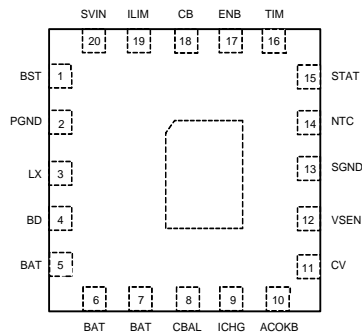 SVIN ILIM CB ENB TIM
20 19 18 17 16
BST 1 15 STAT
PGND 2 14 NTC
LX 3 13 SGND
BD 4 12 VSEN
BAT 5 11 CV
6 7 8 9 10
BAT BAT CBAL ICHG ACOKB